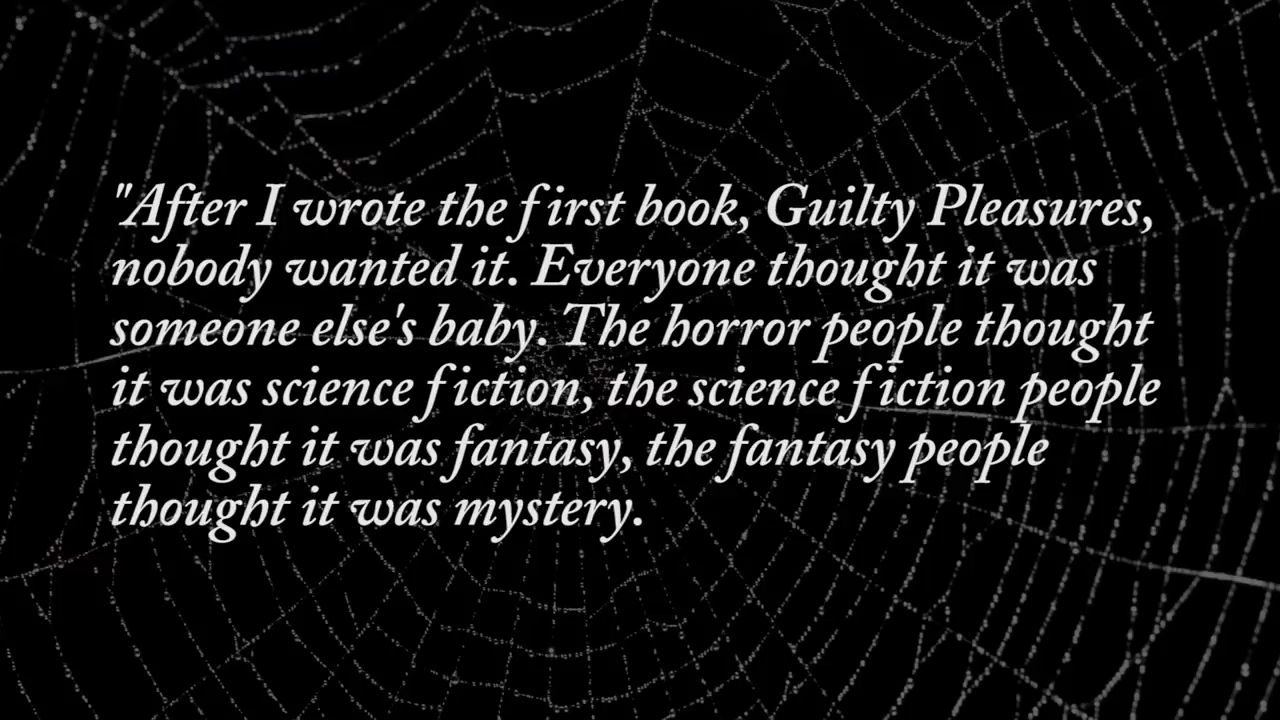 "After I wrote the first book, Guilty Pleasures,
nobody wanted it. Everyone thought it was
someone else's baby. The horror people thought
it was science fiction, the science fiction people
thought it was fantasy, the fantasy people
thought it was mystery.